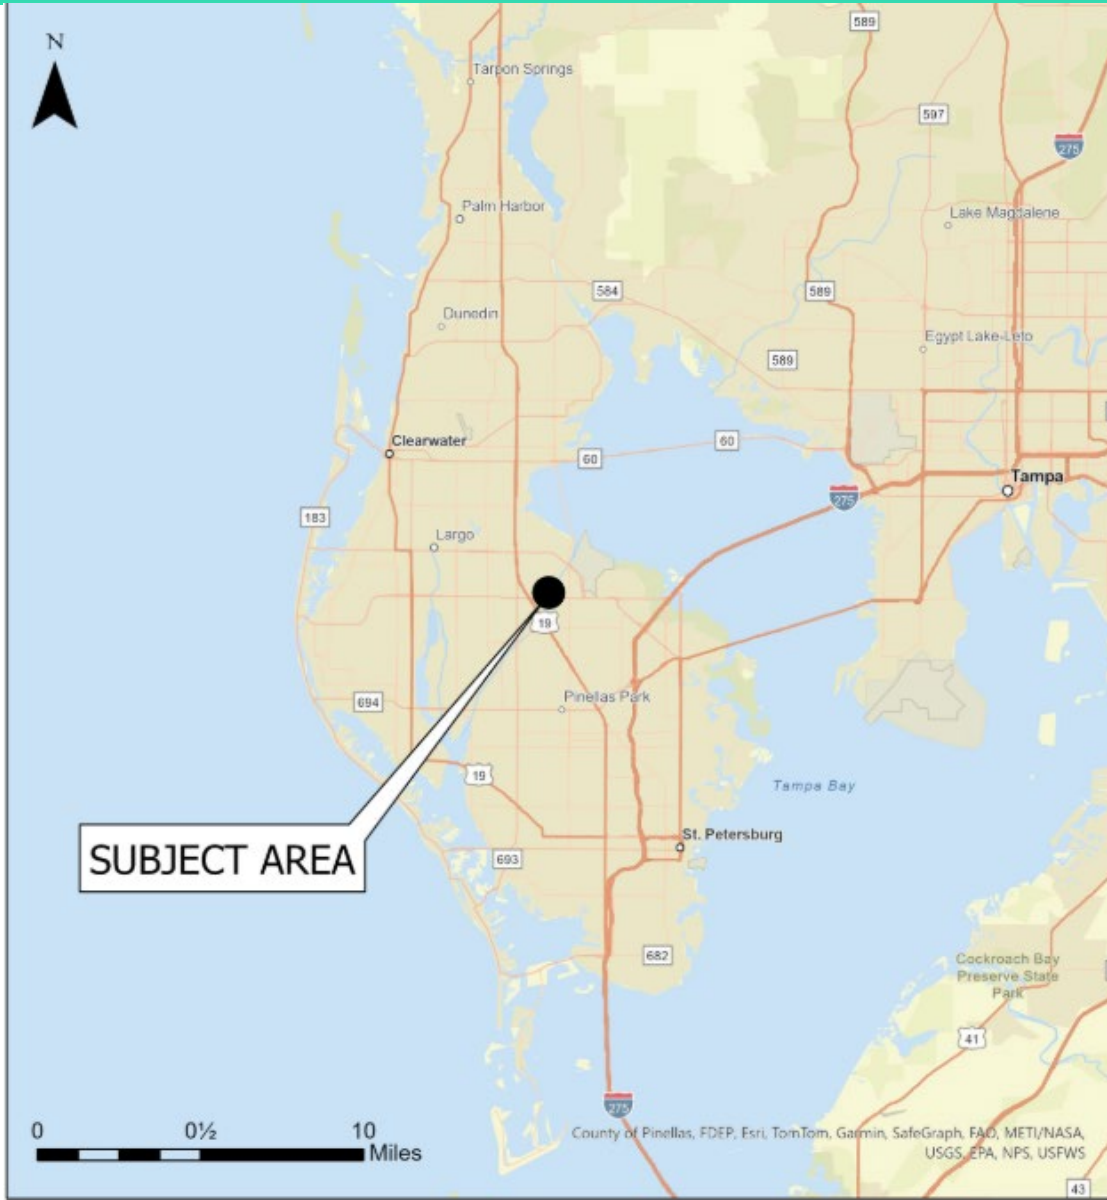 N
589
Tarpon Springs
597
275
Palm Harbor
Lake Magdalene
584
589
Dunedin
Egypt Lake-Leto
589
Clearwater
60
60
Tampa
275
183
Largo
19
694
Pinellas Park
19
Tampa Bay
St. Petersburg
SUBJECT AREA
693
682
Cockroach Bay
Preserve State
Park
41
275
0 0½ 10
Miles
County of Pinellas, FDEP, Esri, TomTom, Garmin, SafeGraph, FAO, METI/NASA,
USGS, EPA, NPS, USFWS
43